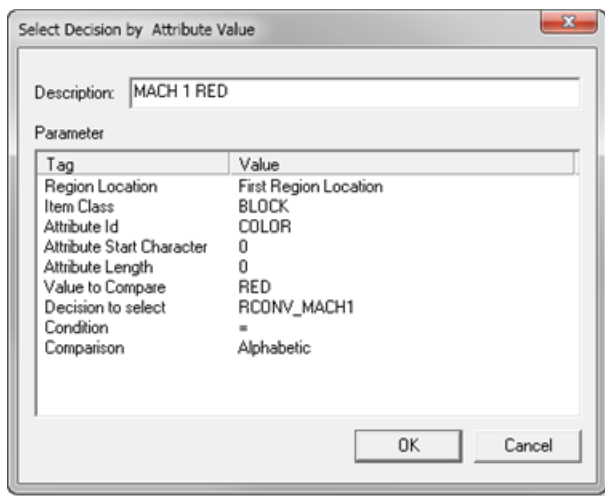 Select Decision by Attribute Value
Description: MACH 1 RED
Parameter
Tag Value
Region Location First Region Location
Item Class BLOCK
Attribute Id COLOR
Attribute Start Character 0
Attribute Length 0
Value to Compare RED
Decision to select RCONV_MACH1
Condition =
Comparison Alphabetic
OK Cancel